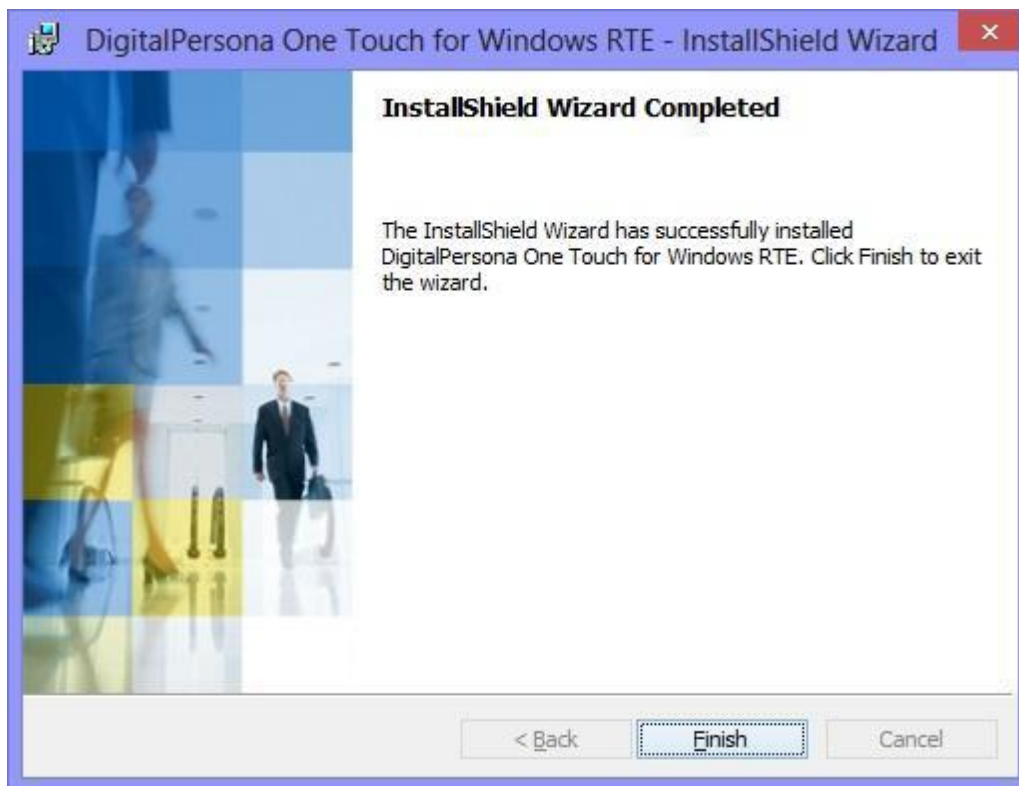 DigitalPersona One Touch for Windows RTE - InstallShield Wizard
InstallShield Wizard Completed
The InstallShield Wizard has successfully installed
DigitalPersona One Touch for Windows RTE. Click Finish to exit
the wizard.
< Back Finish Cancel